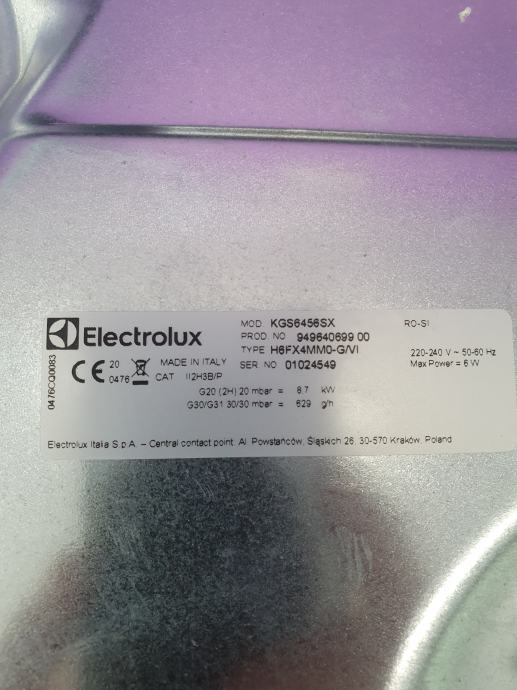 Electrolux
MOD. KGS6456SX RO-SI
PROD. NO 949640699 00
TYPE H6FX4MM0-G/VI 220-240 V ~ 50-60 Hz
SER. NO 01024549 Max Power = 6 W
0476CQ0083
CE 20 0476
MADE IN ITALY
CAT II2H3B/P
G20 (2H) 20 mbar = 8.7 kW
G30/G31 30/30 mbar = 629 g/h
Electrolux Italia S.p.A. – Central contact point. Al. Powstańców, Śląskich 26, 30-570 Kraków, Poland